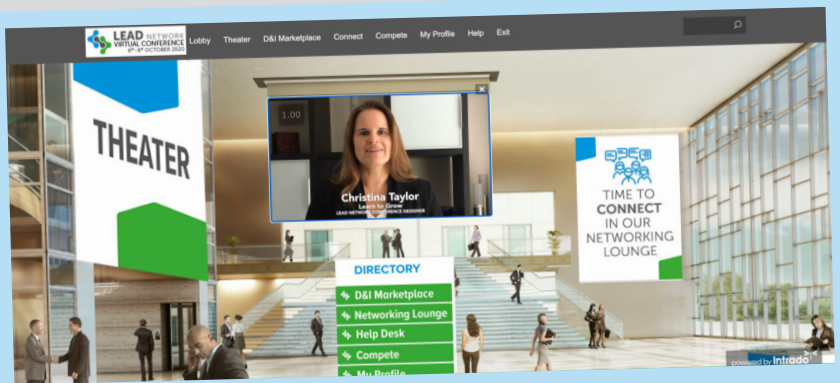 LEAD NETWORK
VIRTUAL CONFERENCE
6th-8th OCTOBER 2020
Lobby Theater D&I Marketplace Connect Compete My Profile Help Exit
THEATER
1.00
Christina Taylor
Learn to Grow
LEAD NETWORK CONFERENCE DESIGNER
TIME TO
CONNECT
IN OUR
NETWORKING
LOUNGE
DIRECTORY
D&I Marketplace
Networking Lounge
Help Desk
Compete
My Profile
powered by Intrado